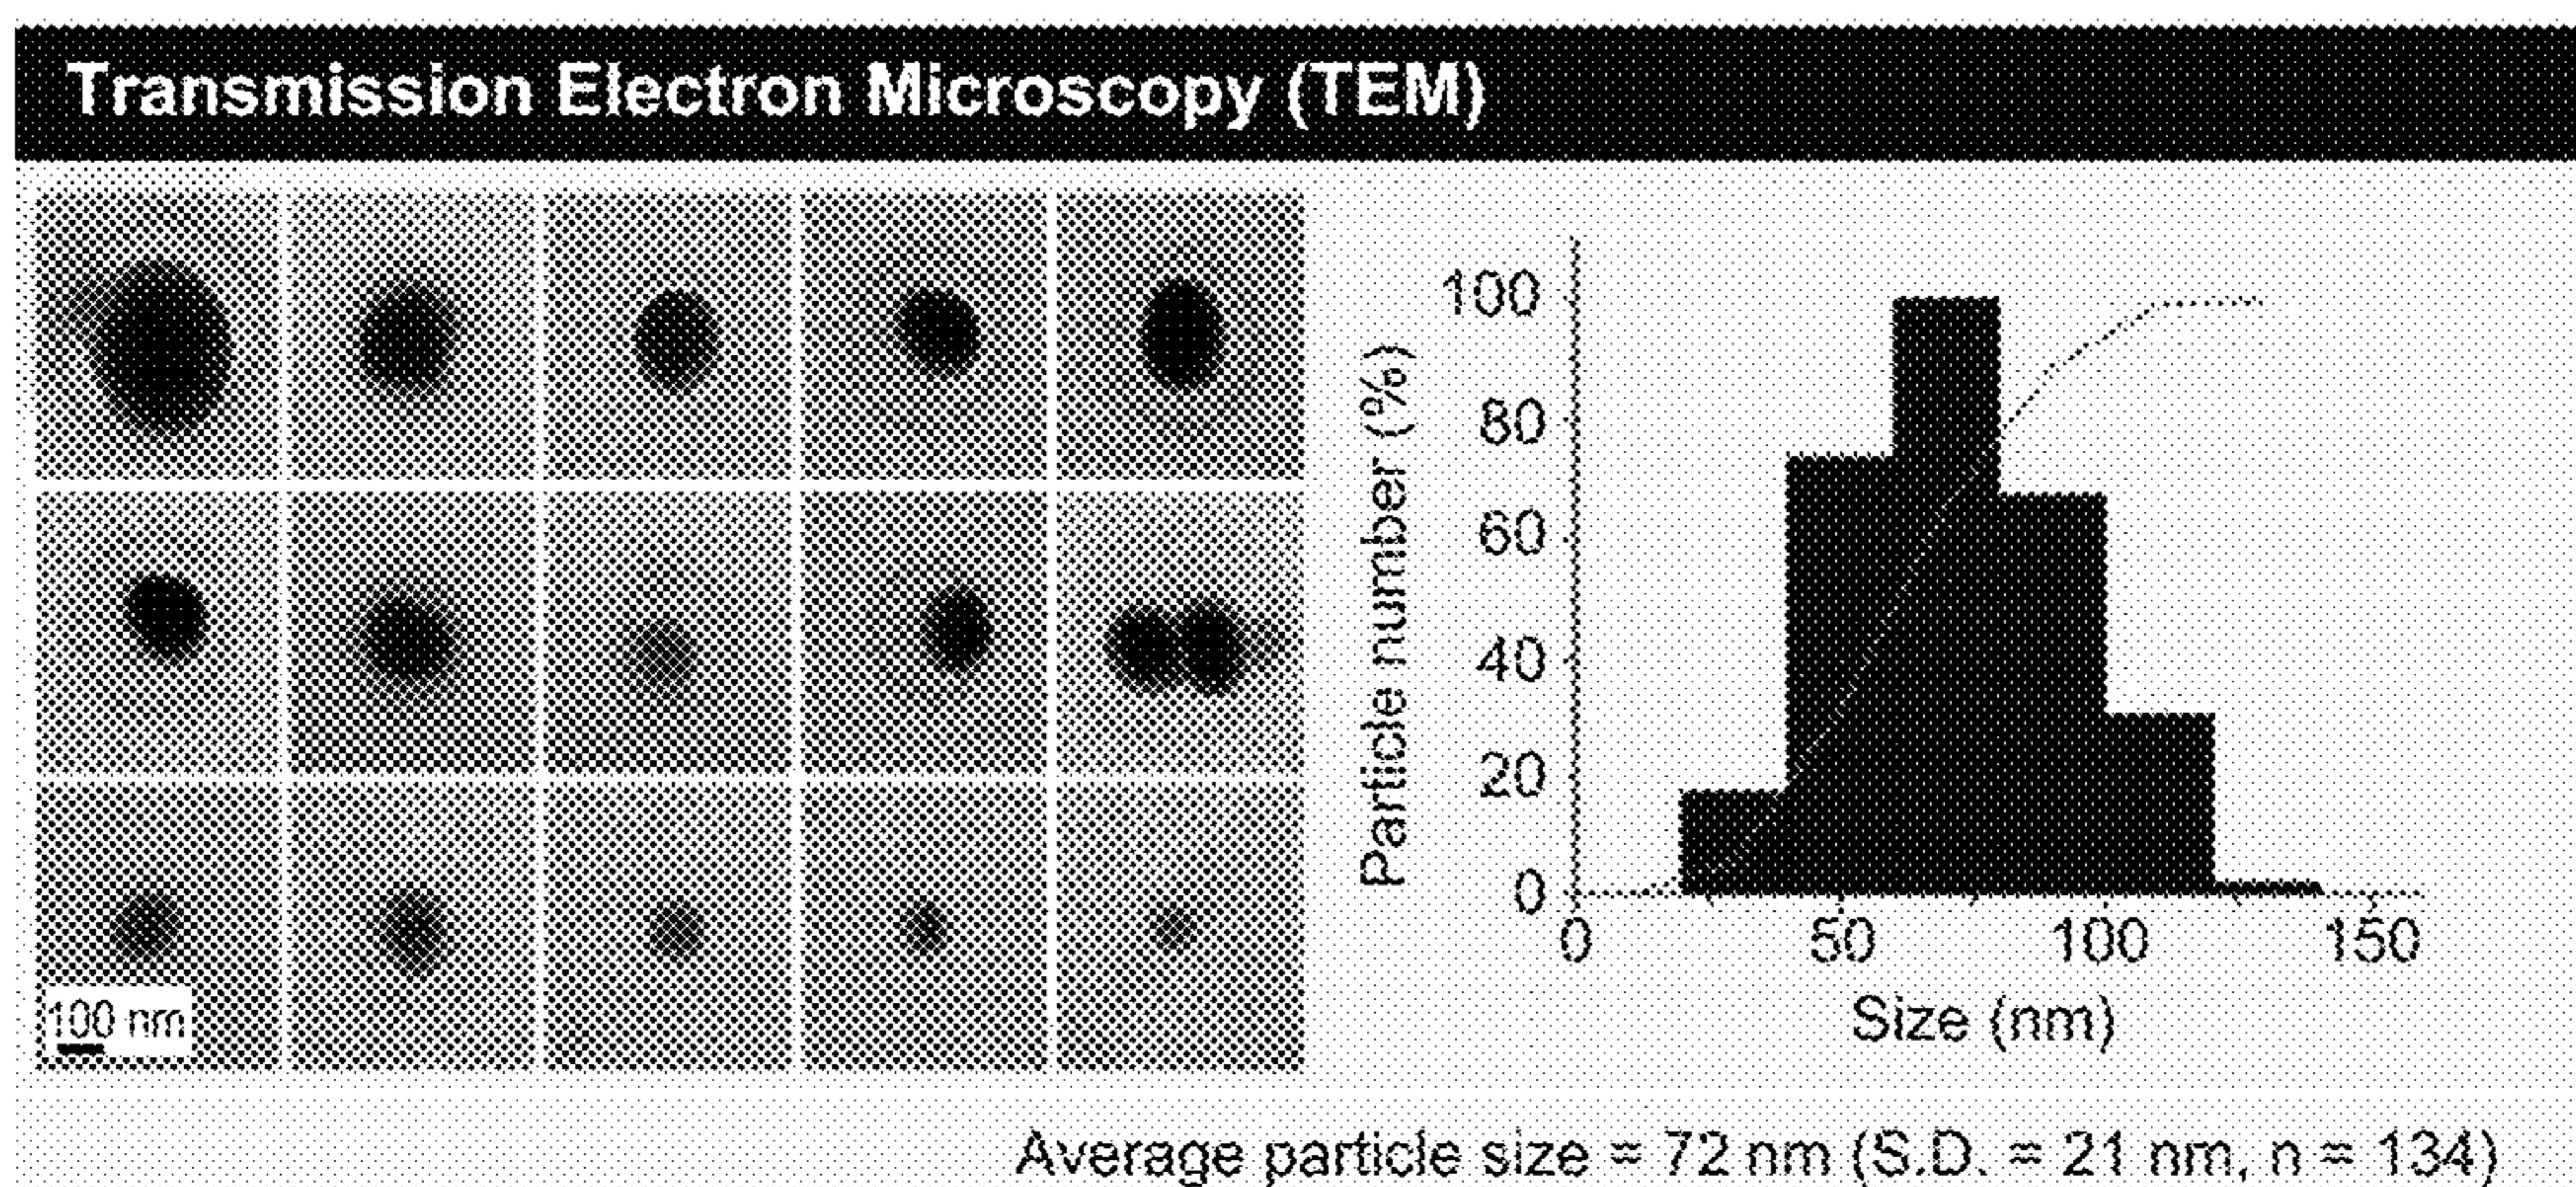 Transmission Electron Microscopy (TEM)
100 nm
Particle number (%)
100
80
60
40
20
0
0 50 100 150
Size (nm)
Average particle size = 72 nm (S.D. = 21 nm, n = 134)